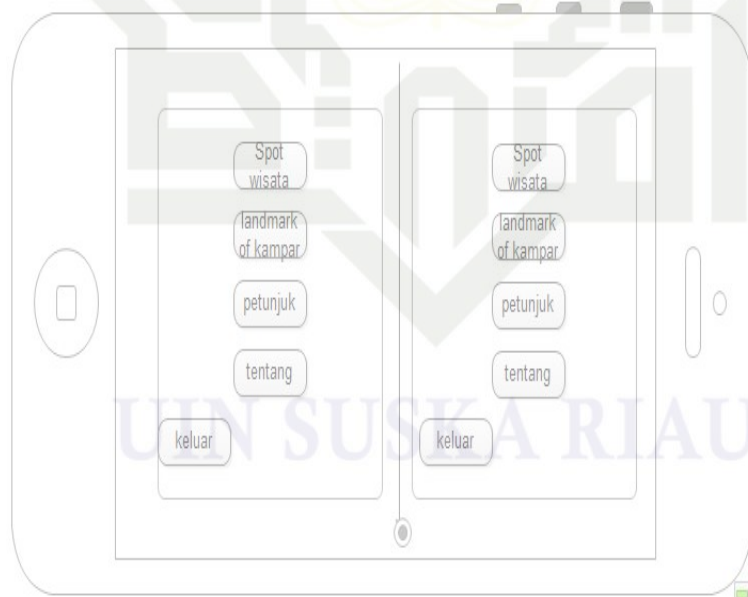 Spot
wisata
landmark
of kampar
petunjuk
tentang
keluar
Spot
wisata
landmark
of kampar
petunjuk
tentang
keluar
UIN SUSKA RIAU